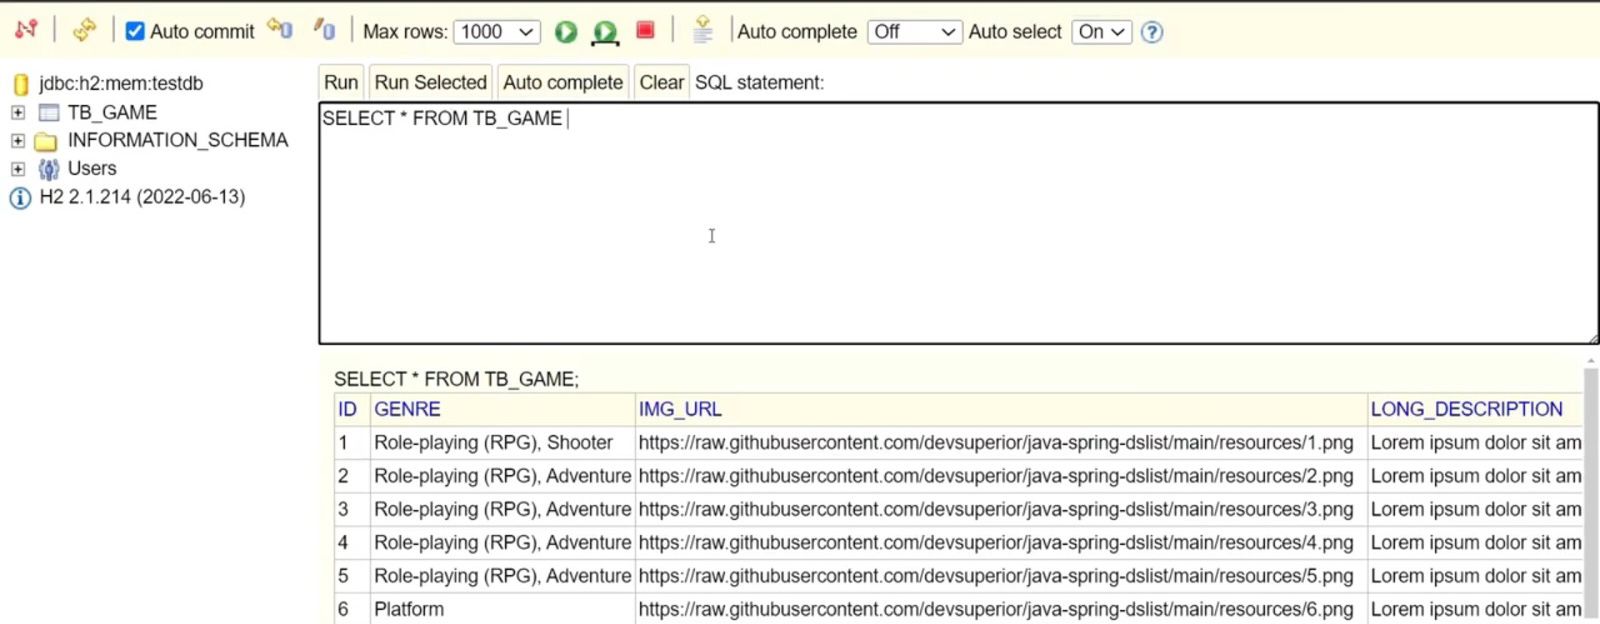 Auto commit Max rows: 1000 Auto complete Off Auto select On ?
jdbc:h2:mem:testdb
TB_GAME
INFORMATION_SCHEMA
Users
H2 2.1.214 (2022-06-13)
Run Run Selected Auto complete Clear SQL statement:
SELECT * FROM TB_GAME
SELECT * FROM TB_GAME;
ID GENRE IMG_URL LONG_DESCRIPTION
1 Role-playing (RPG), Shooter https://raw.githubusercontent.com/devsuperior/java-spring-dslist/main/resources/1.png Lorem ipsum dolor sit am
2 Role-playing (RPG), Adventure https://raw.githubusercontent.com/devsuperior/java-spring-dslist/main/resources/2.png Lorem ipsum dolor sit am
3 Role-playing (RPG), Adventure https://raw.githubusercontent.com/devsuperior/java-spring-dslist/main/resources/3.png Lorem ipsum dolor sit am
4 Role-playing (RPG), Adventure https://raw.githubusercontent.com/devsuperior/java-spring-dslist/main/resources/4.png Lorem ipsum dolor sit am
5 Role-playing (RPG), Adventure https://raw.githubusercontent.com/devsuperior/java-spring-dslist/main/resources/5.png Lorem ipsum dolor sit am
6 Platform https://raw.githubusercontent.com/devsuperior/java-spring-dslist/main/resources/6.png Lorem ipsum dolor sit am